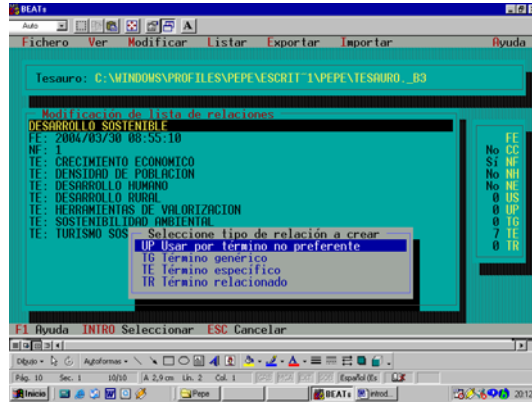 BEATs
Auto
Fichero Ver Modificar Listar Exportar Importar Ayuda
Tesauro: C:\WINDOWS\PROFILES\PEPE\ESCRIT~1\PEPE\TESAURO._B3
Modificación de lista de relaciones
DESARROLLO SOSTENIBLE
FE: 2004/03/30 08:55:10
NF: 1
TE: CRECIMIENTO ECONOMICO
TE: DENSIDAD DE POBLACION
TE: DESARROLLO HUMANO
TE: DESARROLLO RURAL
TE: HERRAMIENTAS DE VALORIZACION
TE: SOSTENIBILIDAD AMBIENTAL
TE: TURISMO SOS
FE
No CC
Sí NF
No NH
No NE
0 US
0 UP
0 TG
7 TE
0 TR
Seleccione tipo de relación a crear
UP Usar por término no preferente
TG Término genérico
TE Término específico
TR Término relacionado
F1 Ayuda INTRO Seleccionar ESC Cancelar
Dibujo Autoformas
Pág. 10 Sec. 1 10/10 A 2,9 cm Lín. 2 Col. 1 Español (Es
Inicio Pepe BEATs introd... 20:12